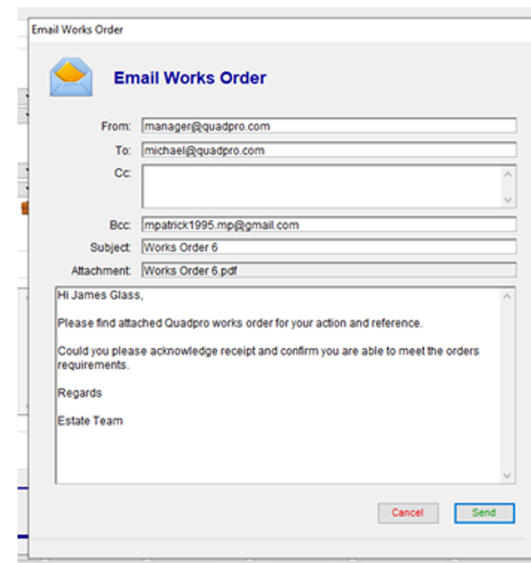 Email Works Order
Email Works Order
From: manager@quadpro.com
To: michael@quadpro.com
Cc:
Bcc: mpatrick1995.mp@gmail.com
Subject: Works Order 6
Attachment: Works Order 6.pdf
Hi James Glass,
Please find attached Quadpro works order for your action and reference.
Could you please acknowledge receipt and confirm you are able to meet the orders
requirements.
Regards
Estate Team
Cancel Send